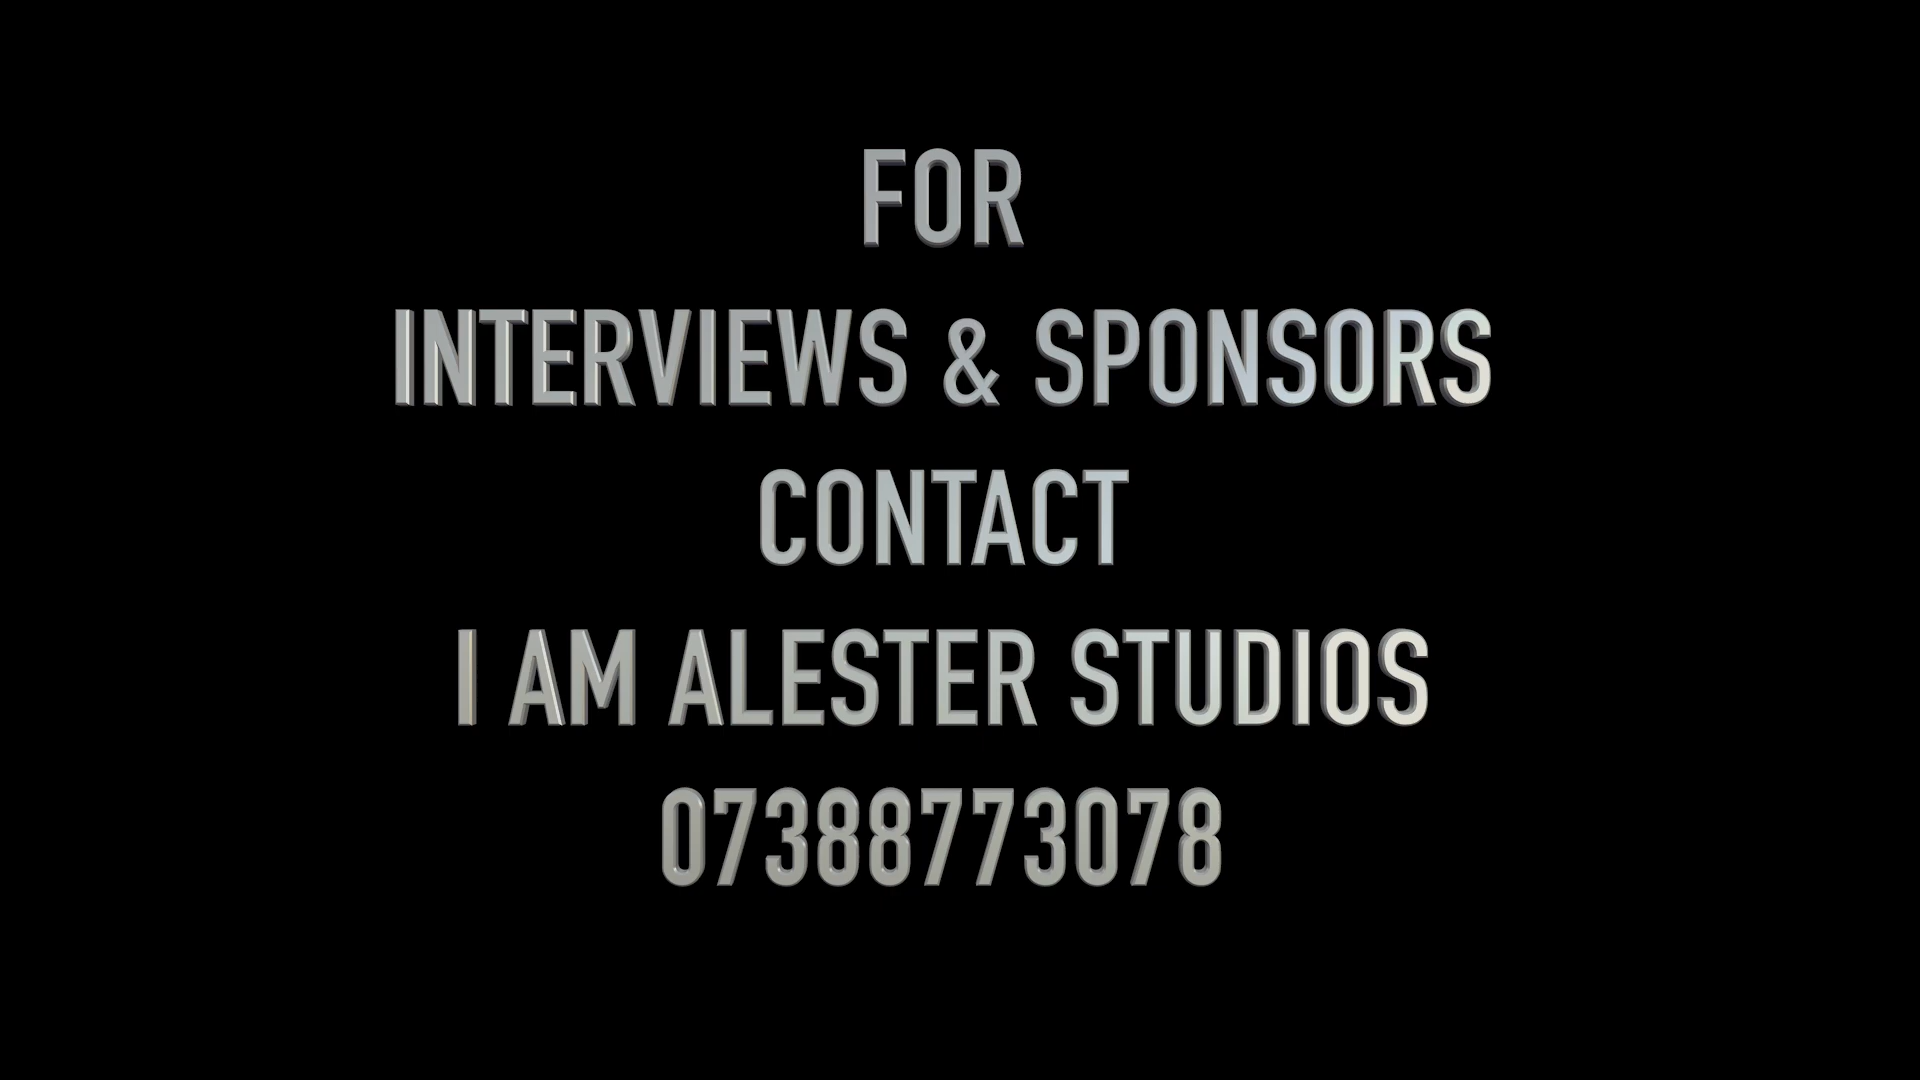 FOR
INTERVIEWS & SPONSORS
CONTACT
I AM ALESTER STUDIOS
07388773078